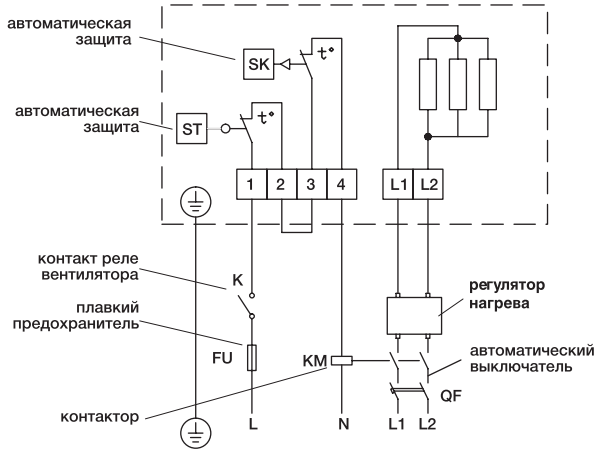 автоматическая
защита
SK
t°
автоматическая
защита
ST
t°
1 2 3 4 L1 L2
контакт реле
вентилятора
K
регулятор
нагрева
плавкий
предохранитель
FU
KM
автоматический
выключатель
QF
контактор
L N L1 L2